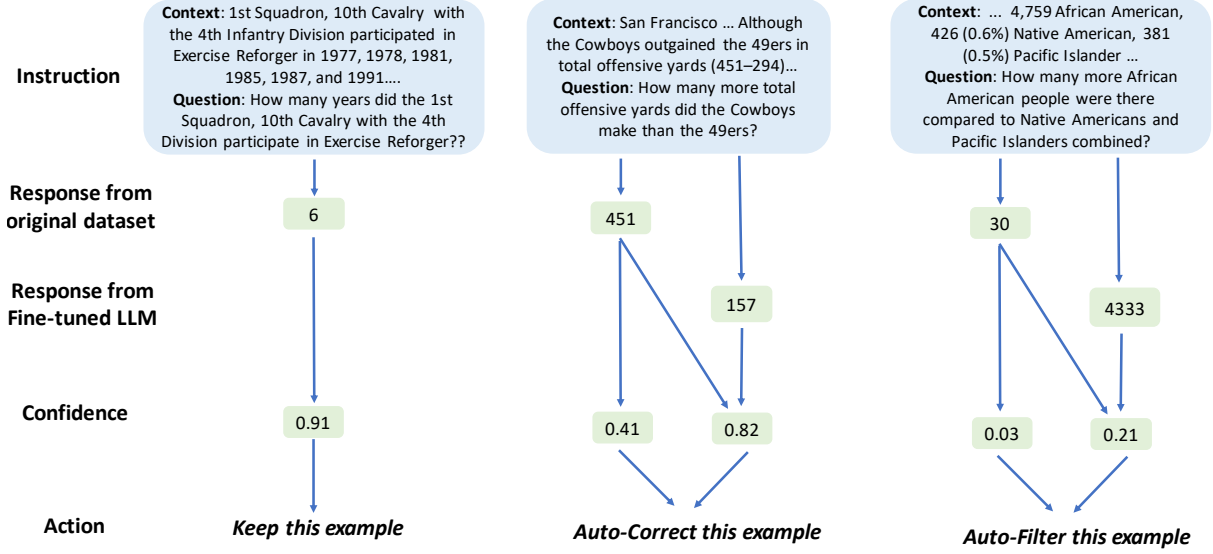 Instruction
Context: 1st Squadron, 10th Cavalry with
the 4th Infantry Division participated in
Exercise Reforger in 1977, 1978, 1981,
1985, 1987, and 1991....
Question: How many years did the 1st
Squadron, 10th Cavalry with the 4th
Division participate in Exercise Reforger??
Context: San Francisco ... Although
the Cowboys outgained the 49ers in
total offensive yards (451–294)...
Question: How many more total
offensive yards did the Cowboys
make than the 49ers?
Context: ... 4,759 African American,
426 (0.6%) Native American, 381
(0.5%) Pacific Islander ...
Question: How many more African
American people were there
compared to Native Americans and
Pacific Islanders combined?
Response from
original dataset
6
451
30
Response from
Fine-tuned LLM
157
4333
Confidence
0.91
0.41
0.82
0.03
0.21
Action
Keep this example
Auto-Correct this example
Auto-Filter this example